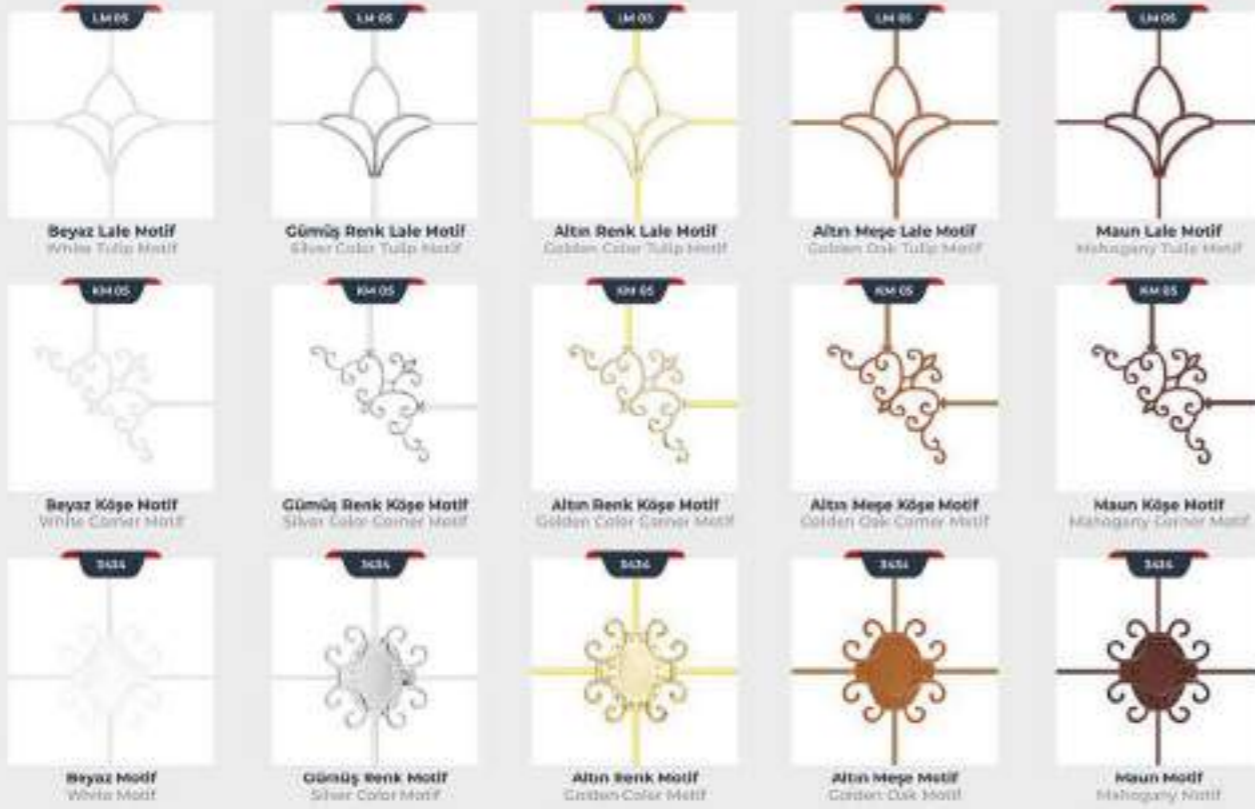 LM 05
LM 05
LM 05
LM 05
LM 05
Beyaz Lale Motif
White Tulip Motif
Gümüş Renk Lale Motif
Silver Color Tulip Motif
Altın Renk Lale Motif
Golden Color Tulip Motif
Altın Meşe Lale Motif
Golden Oak Tulip Motif
Maun Lale Motif
Mahogany Tulip Motif
KM 05
KM 05
KM 05
KM 05
KM 05
Beyaz Köşe Motif
White Corner Motif
Gümüş Renk Köşe Motif
Silver Color Corner Motif
Altın Renk Köşe Motif
Golden Color Corner Motif
Altın Meşe Köşe Motif
Golden Oak Corner Motif
Maun Köşe Motif
Mahogany Corner Motif
3434
3434
3434
3434
3434
Beyaz Motif
White Motif
Gümüş Renk Motif
Silver Color Motif
Altın Renk Motif
Golden Color Motif
Altın Meşe Motif
Golden Oak Motif
Maun Motif
Mahogany Motif